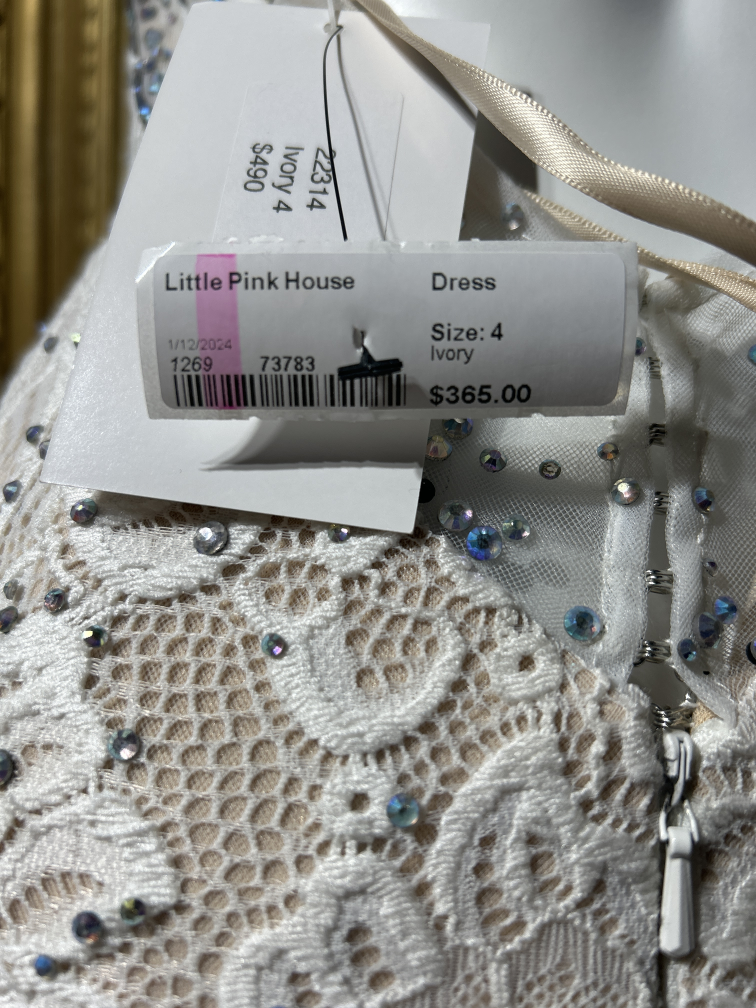 22314
Ivory 4
$490
Little Pink House
Dress
1/12/2024
1269 73783
Size: 4
Ivory
$365.00